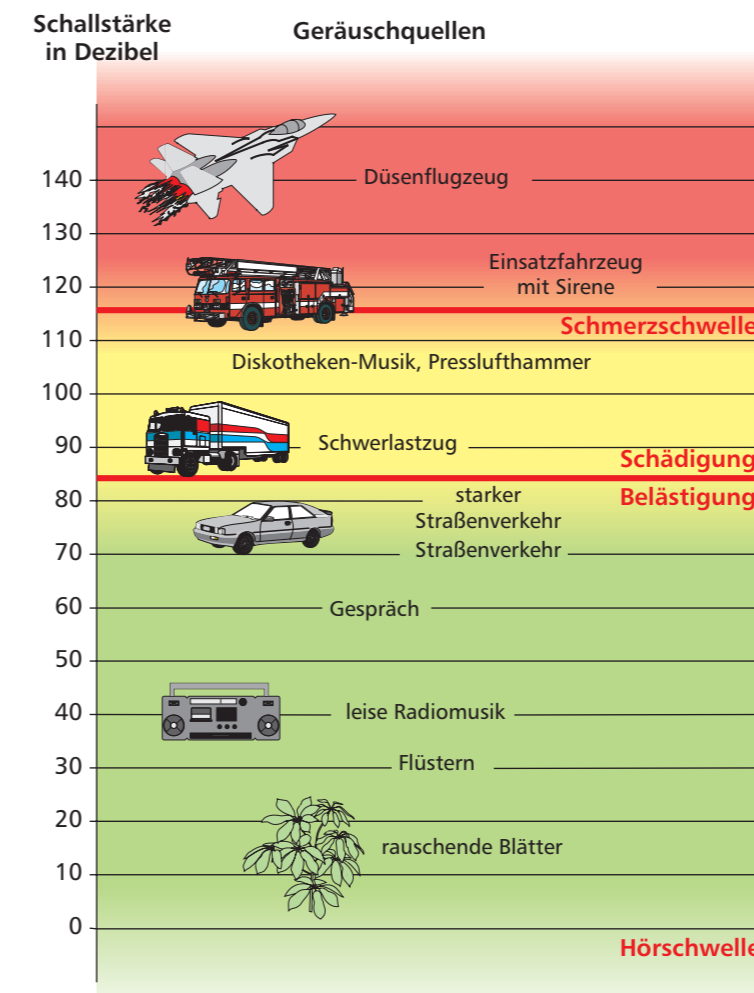 Schallstärke
in Dezibel
Geräuschquellen
140
Düsenflugzeug
130
Einsatzfahrzeug
120
mit Sirene
Schmerzschwelle
110
Diskotheken-Musik, Presslufthammer
100
90
Schwerlastzug
Schädigung
80
starker
Belästigung
Straßenverkehr
70
Straßenverkehr
60
Gespräch
50
40
leise Radiomusik
30
Flüstern
20
rauschende Blätter
10
0
Hörschwelle